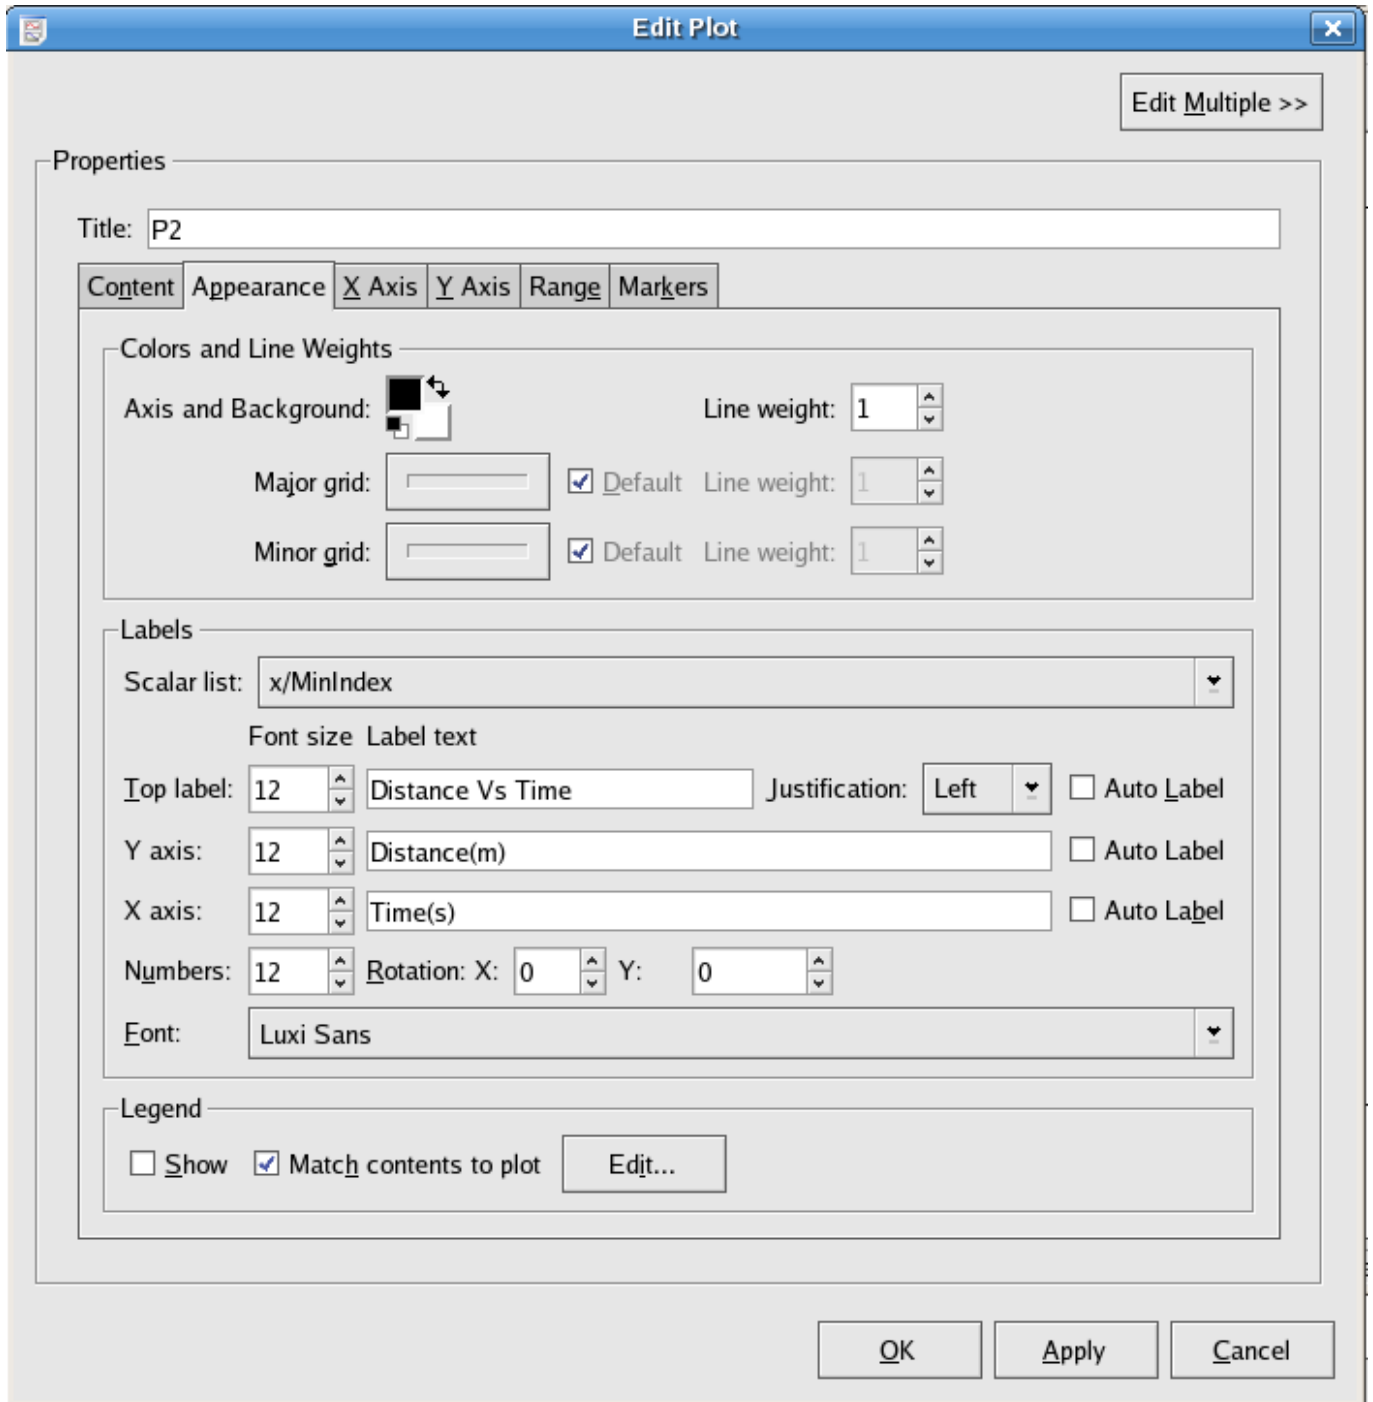 Edit Plot
Edit Multiple >>
Properties
Title: P2
Content Appearance X Axis Y Axis Range Markers
Colors and Line Weights
Axis and Background: Line weight: 1
Major grid: Default Line weight: 1
Minor grid: Default Line weight: 1
Labels
Scalar list: x/MinIndex
Font size Label text
Top label: 12 Distance Vs Time Justification: Left Auto Label
Y axis: 12 Distance(m) Auto Label
X axis: 12 Time(s) Auto Label
Numbers: 12 Rotation: X: 0 Y: 0
Font: Luxi Sans
Legend
Show Match contents to plot Edit...
OK Apply Cancel